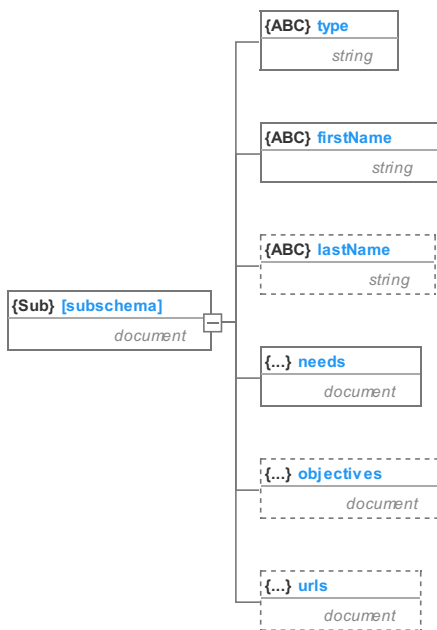 {ABC} type
string
{ABC} firstName
string
{ABC} lastName
string
{Sub} [subschema]
document
{...} needs
document
{...} objectives
document
{...} urls
document